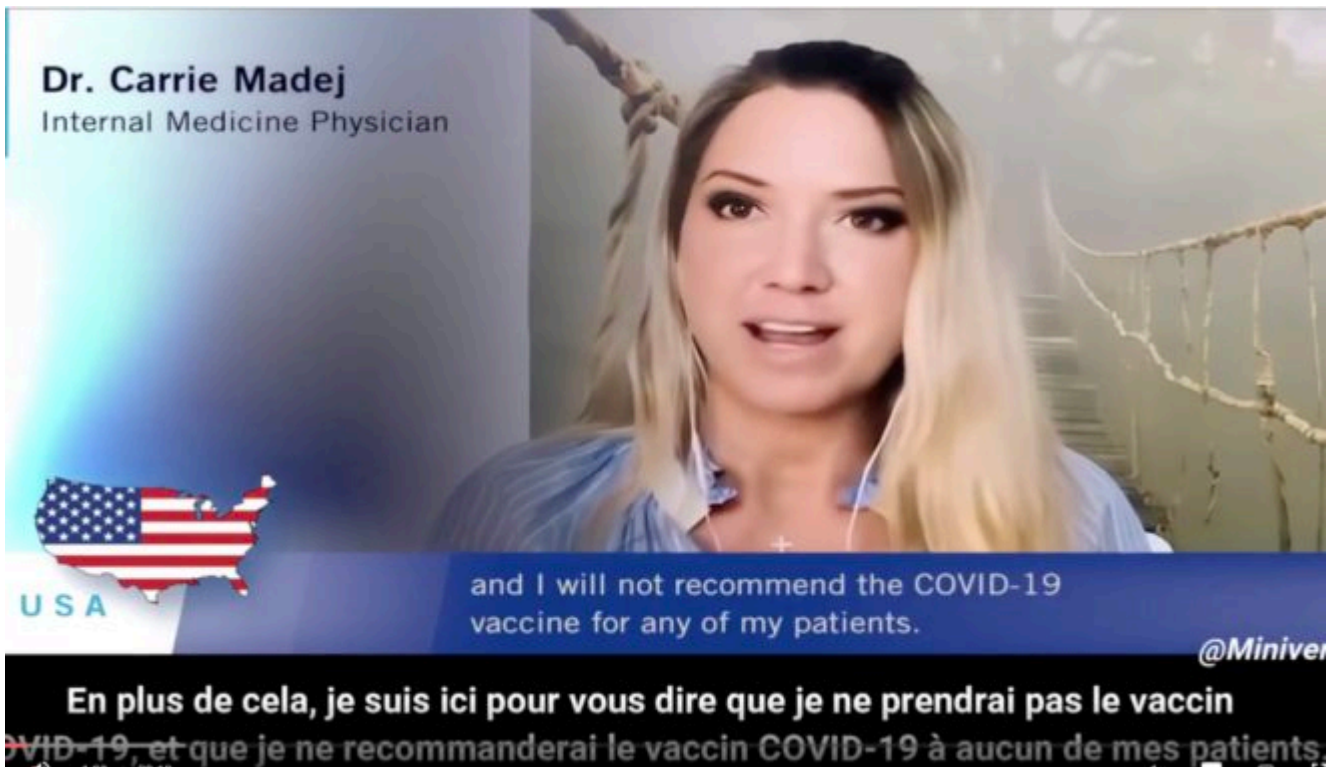 Dr. Carrie Madej
Internal Medicine Physician
USA
and I will not recommend the COVID-19
vaccine for any of my patients.
@Miniver
En plus de cela, je suis ici pour vous dire que je ne prendrai pas le vaccin
OVID-19, et que je ne recommanderai le vaccin COVID-19 à aucun de mes patients.